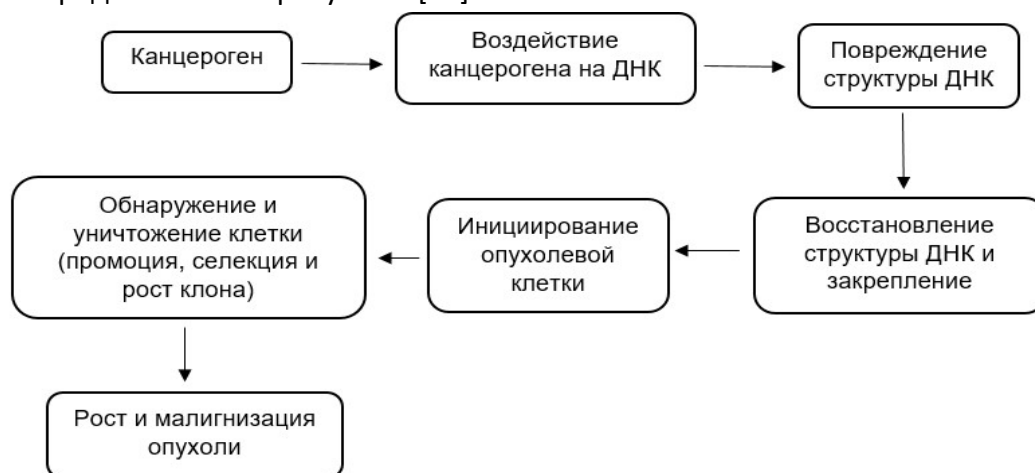 Канцероген
Воздействие
канцерогена на ДНК
Повреждение
структуры ДНК
Восстановление
структуры ДНК и
закрепление
Инициирование
опухолевой
клетки
Обнаружение и
уничтожение клетки
(промоция, селекция и
рост клона)
Рост и малигнизация
опухоли